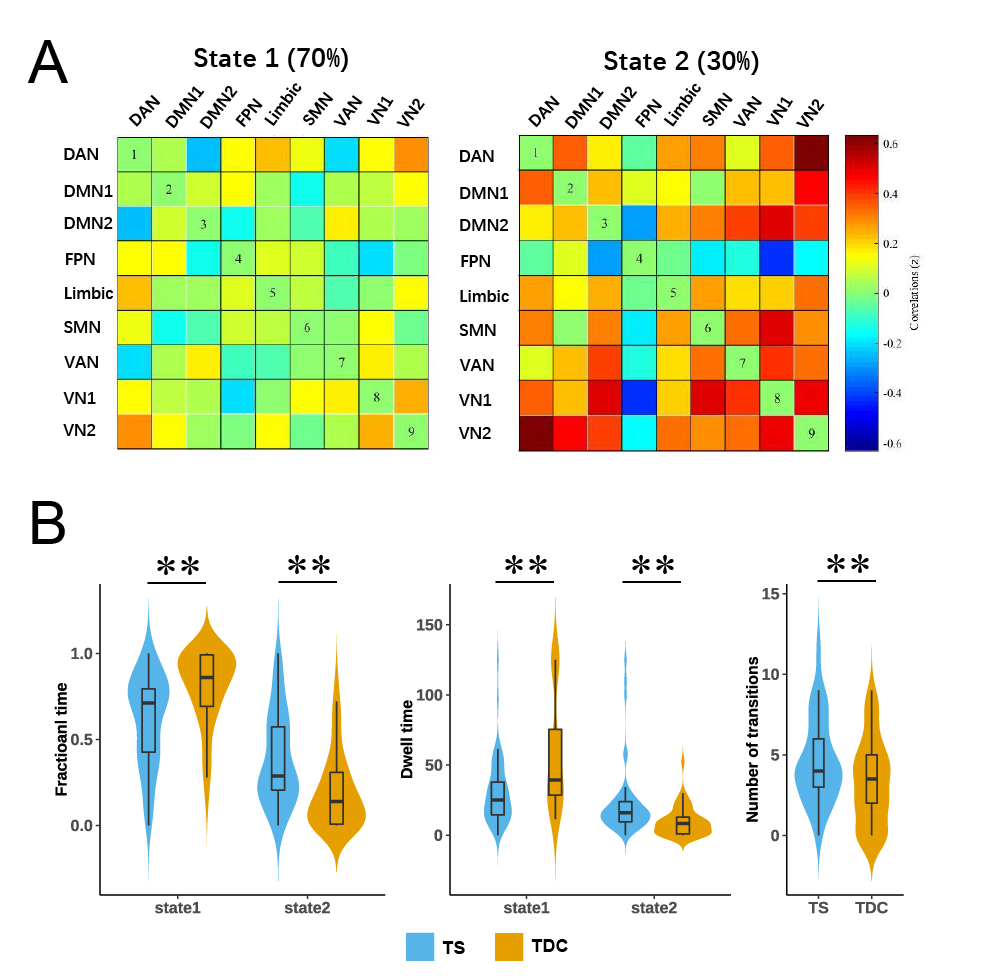 A
State 1 (70%)
State 2 (30%)
DAN DMN1 DMN2 FPN Limbic SMN VAN VN1 VN2
DAN DMN1 DMN2 FPN Limbic SMN VAN VN1 VN2
DAN
DMN1
DMN2
FPN
Limbic
SMN
VAN
VN1
VN2
1
2
3
4
5
6
7
8
9
DAN
DMN1
DMN2
FPN
Limbic
SMN
VAN
VN1
VN2
1
2
3
4
5
6
7
8
9
0.6
0.4
0.2
0
-0.2
-0.4
-0.6
Correlations (z)
B
** ** ** ** **
Fractioanl time
1.0
0.5
0.0
state1 state2
Dwell time
150
100
50
0
state1 state2
Number of transitions
15
10
5
0
TS TDC
TS TDC